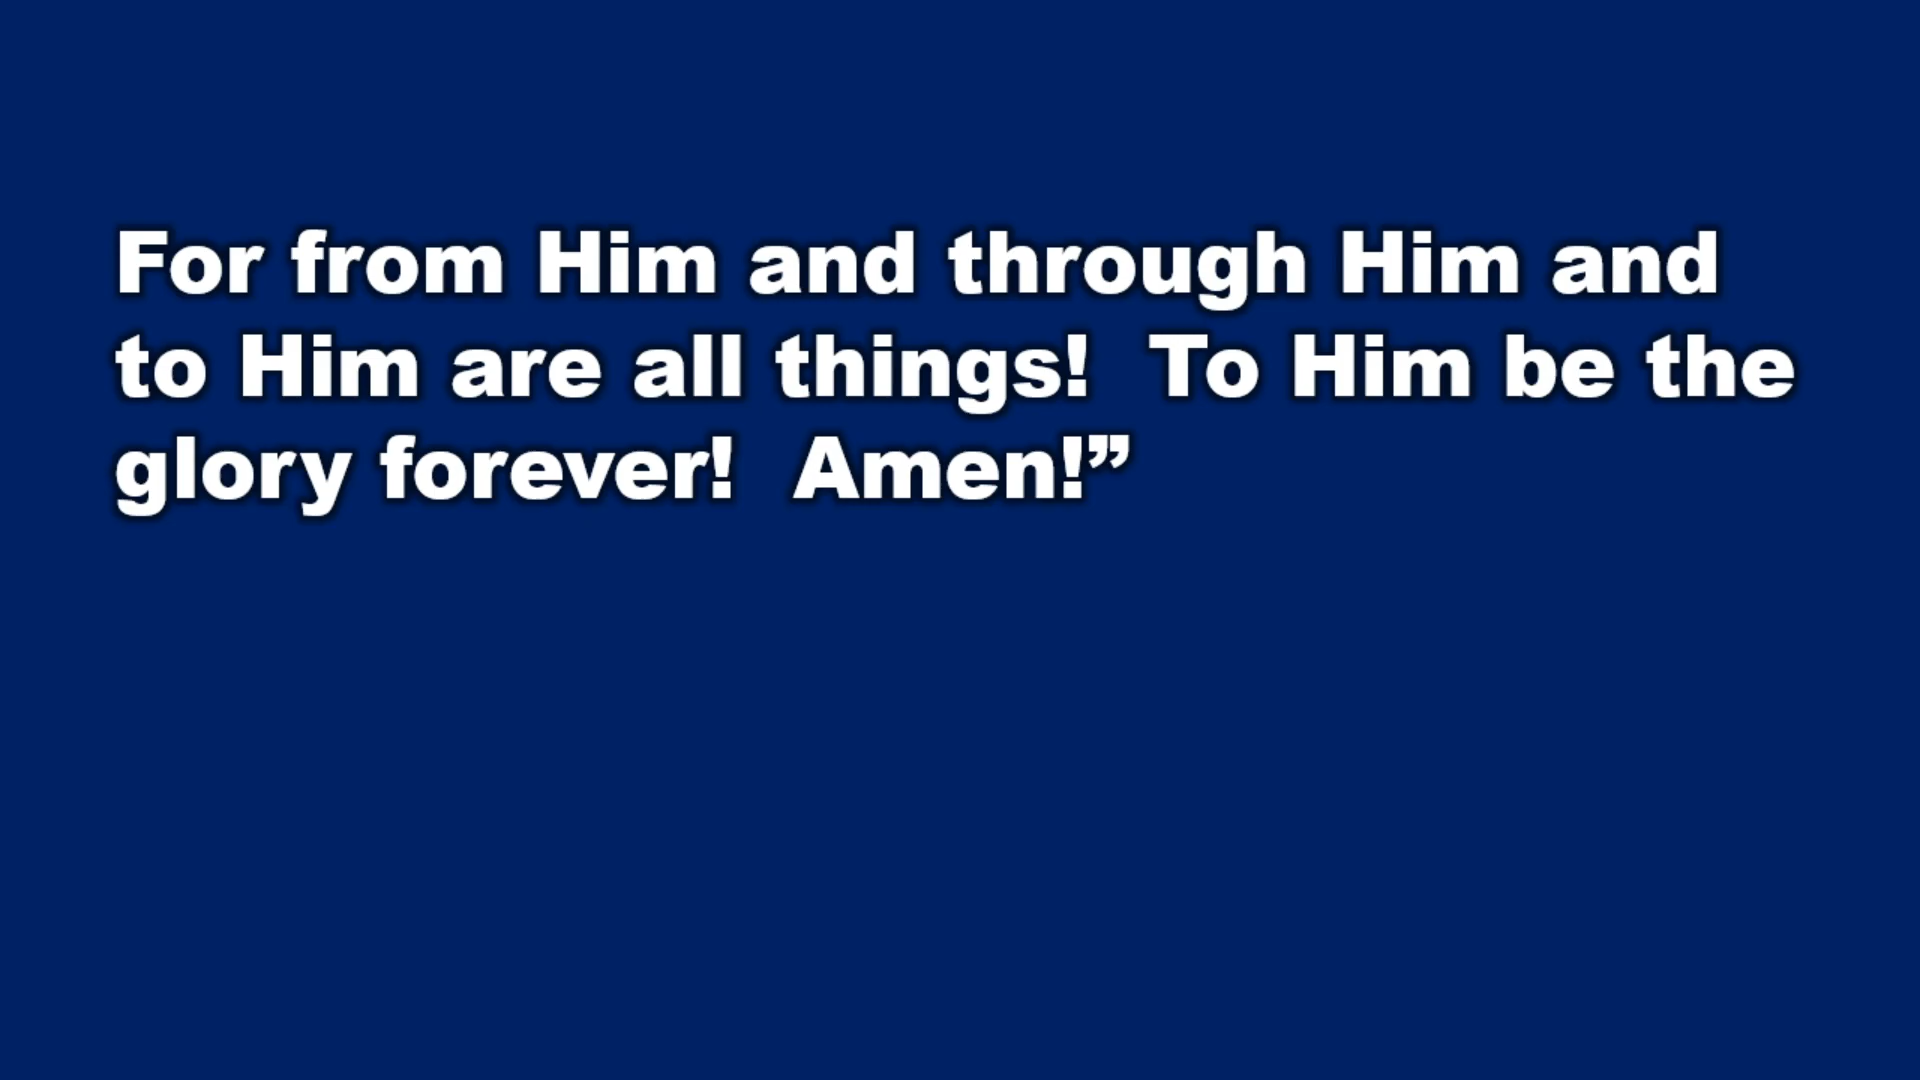 For from Him and through Him and
to Him are all things!  To Him be the
glory forever!  Amen!”